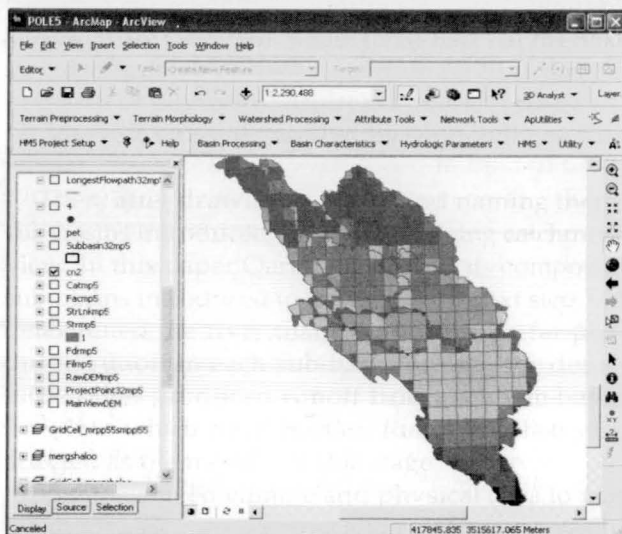 POLE5 - ArcMap - ArcView
File Edit View Insert Selection Tools Window Help
Editor Task: Create New Feature Target:
1:2,290,488 3D Analyst Layer
Terrain Preprocessing Terrain Morphology Watershed Processing Attribute Tools Network Tools ApUtilities
HMS Project Setup Help Basin Processing Basin Characteristics Hydrologic Parameters HMS Utility
LongestFlowpath32mp
pet
Subbasin32mp5
cn2
Catmp5
Facmp5
StrLnkmp5
Strmp5
1
Fdrmp5
Filmp5
RawDEMmp5
ProjectPoint32mp5
MainViewDEM
GridCell_mrpp55smpp55
mergshaloo
Display Source Selection
Canceled 417845.835 3515617.065 Meters